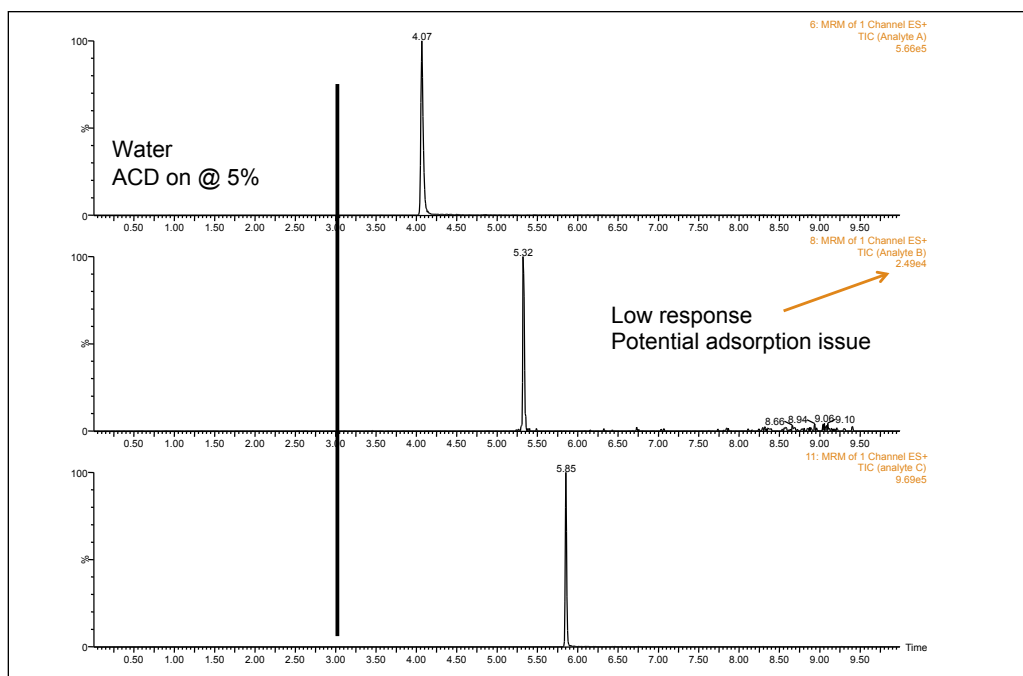 6: MRM of 1 Channel ES+
TIC (Analyte A)
5.66e5
100
4.07
%
Water
ACD on @ 5%
0
0.50 1.00 1.50 2.00 2.50 3.00 3.50 4.00 4.50 5.00 5.50 6.00 6.50 7.00 7.50 8.00 8.50 9.00 9.50
8: MRM of 1 Channel ES+
TIC (Analyte B)
2.49e4
100
5.32
%
Low response
Potential adsorption issue
8.66 8.94 9.06 9.10
0
0.50 1.00 1.50 2.00 2.50 3.00 3.50 4.00 4.50 5.00 5.50 6.00 6.50 7.00 7.50 8.00 8.50 9.00 9.50
11: MRM of 1 Channel ES+
TIC (analyte C)
9.69e5
100
5.85
%
0
Time
0.50 1.00 1.50 2.00 2.50 3.00 3.50 4.00 4.50 5.00 5.50 6.00 6.50 7.00 7.50 8.00 8.50 9.00 9.50